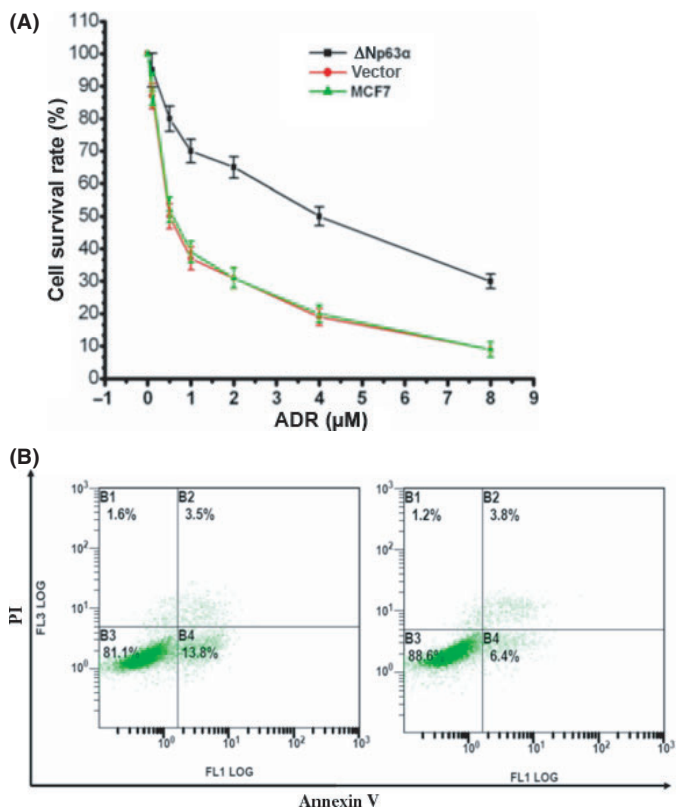 (A)
110
100
90
80
70
60
50
40
30
20
10
0
Cell survival rate (%)
ΔNp63α
Vector
MCF7
–1 0 1 2 3 4 5 6 7 8 9
ADR (µM)
(B)
PI
10³
10²
10¹
10⁰
FL3 LOG
B1
1.6%
B2
3.5%
B3
81.1%
B4
13.8%
10⁰ 10¹ 10² 10³
FL1 LOG
10³
10²
10¹
10⁰
B1
1.2%
B2
3.8%
B3
88.6%
B4
6.4%
10⁰ 10¹ 10² 10³
FL1 LOG
Annexin V